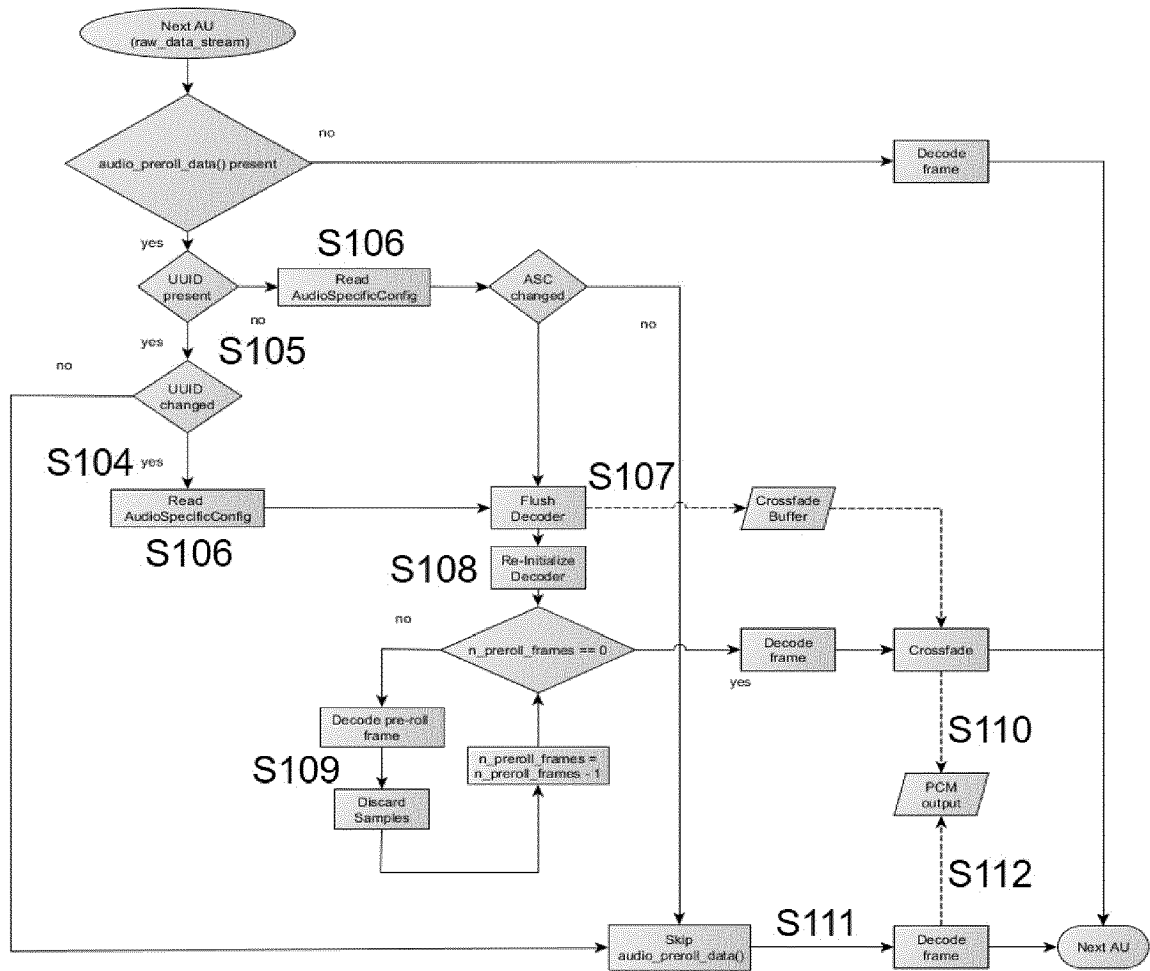 Next AU
(raw_data_stream)
no
audio_preroll_data() present
Decode
frame
yes
S106
UUID
present
Read
AudioSpecificConfig
ASC
changed
no
no
yes
S105
no
UUID
changed
S104
yes
S107
Read
AudioSpecificConfig
Flush
Decoder
Crossfade
Buffer
S106
S108
Re-Initialize
Decoder
no
n_preroll_frames == 0
Decode
frame
Crossfade
yes
Decode pre-roll
frame
S110
S109
n_preroll_frames =
n_preroll_frames - 1
PCM
output
Discard
Samples
S112
S111
Skip
audio_preroll_data()
Decode
frame
Next AU